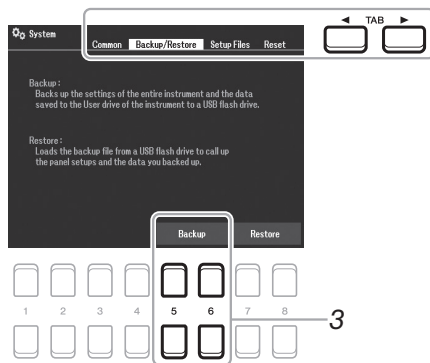 ◀ TAB ▶
System
Common Backup/Restore Setup Files Reset
Backup :
Backs up the settings of the entire instrument and the data
saved to the User drive of the instrument to a USB flash drive.
Restore :
Loads the backup file from a USB flash drive to call up
the panel setups and the data you backed up.
Backup Restore
1 2 3 4 5 6 7 8
3